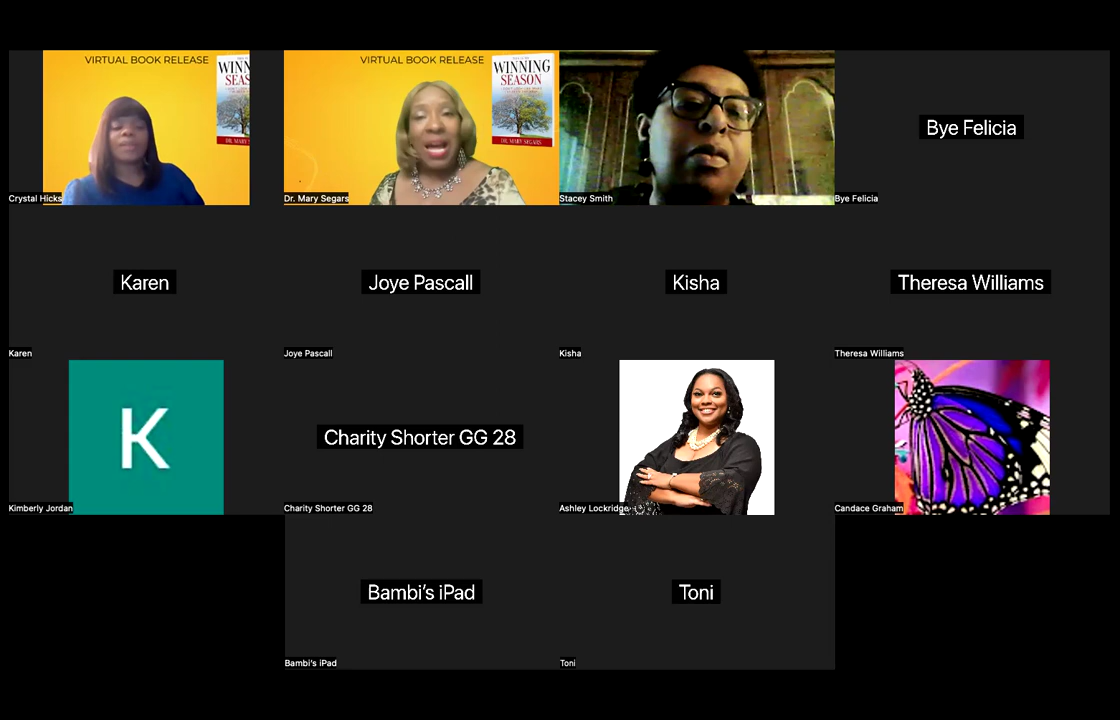 VIRTUAL BOOK RELEASE
WINN
SEAS
DR. MARY S
Crystal Hicks
VIRTUAL BOOK RELEASE
WINNING
SEASON
DR. MARY SEGARS
Dr. Mary Segars
Stacey Smith
Bye Felicia
Bye Felicia
Karen
Karen
Joye Pascall
Joye Pascall
Kisha
Kisha
Theresa Williams
Theresa Williams
K
Kimberly Jordan
Charity Shorter GG 28
Charity Shorter GG 28
Ashley Lockridge
Candace Graham
Bambi's iPad
Bambi's iPad
Toni
Toni